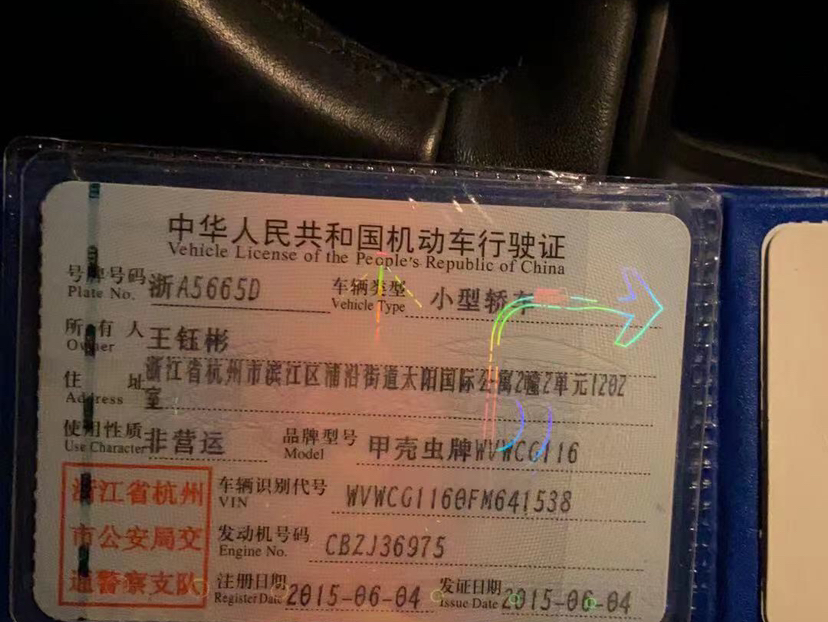 中华人民共和国机动车行驶证
Vehicle License of the People's Republic of China
号牌号码 浙A5665D 车辆类型 小型轿车
Plate No. Vehicle Type
所有人 王钰彬
Owner
住址 浙江省杭州市滨江区浦沿街道太阳国际公寓2幢2单元1202
Address 室
使用性质 非营运 品牌型号 甲壳虫牌WVWCG116
Use Character Model
浙江省杭州 车辆识别代号 WVWCG1160FM641538
VIN
市公安局交 发动机号码 CBZJ36975
Engine No.
通警察支队 注册日期 2015-06-04 发证日期 2015-06-04
Register Date Issue Date